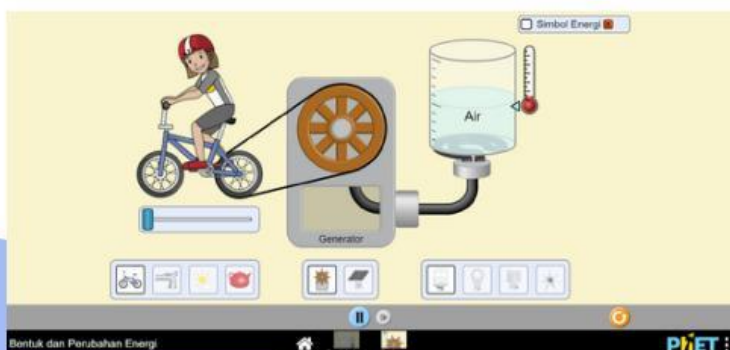 Simbol Energi E
Air
Generator
Bentuk dan Perubahan Energi
PhET